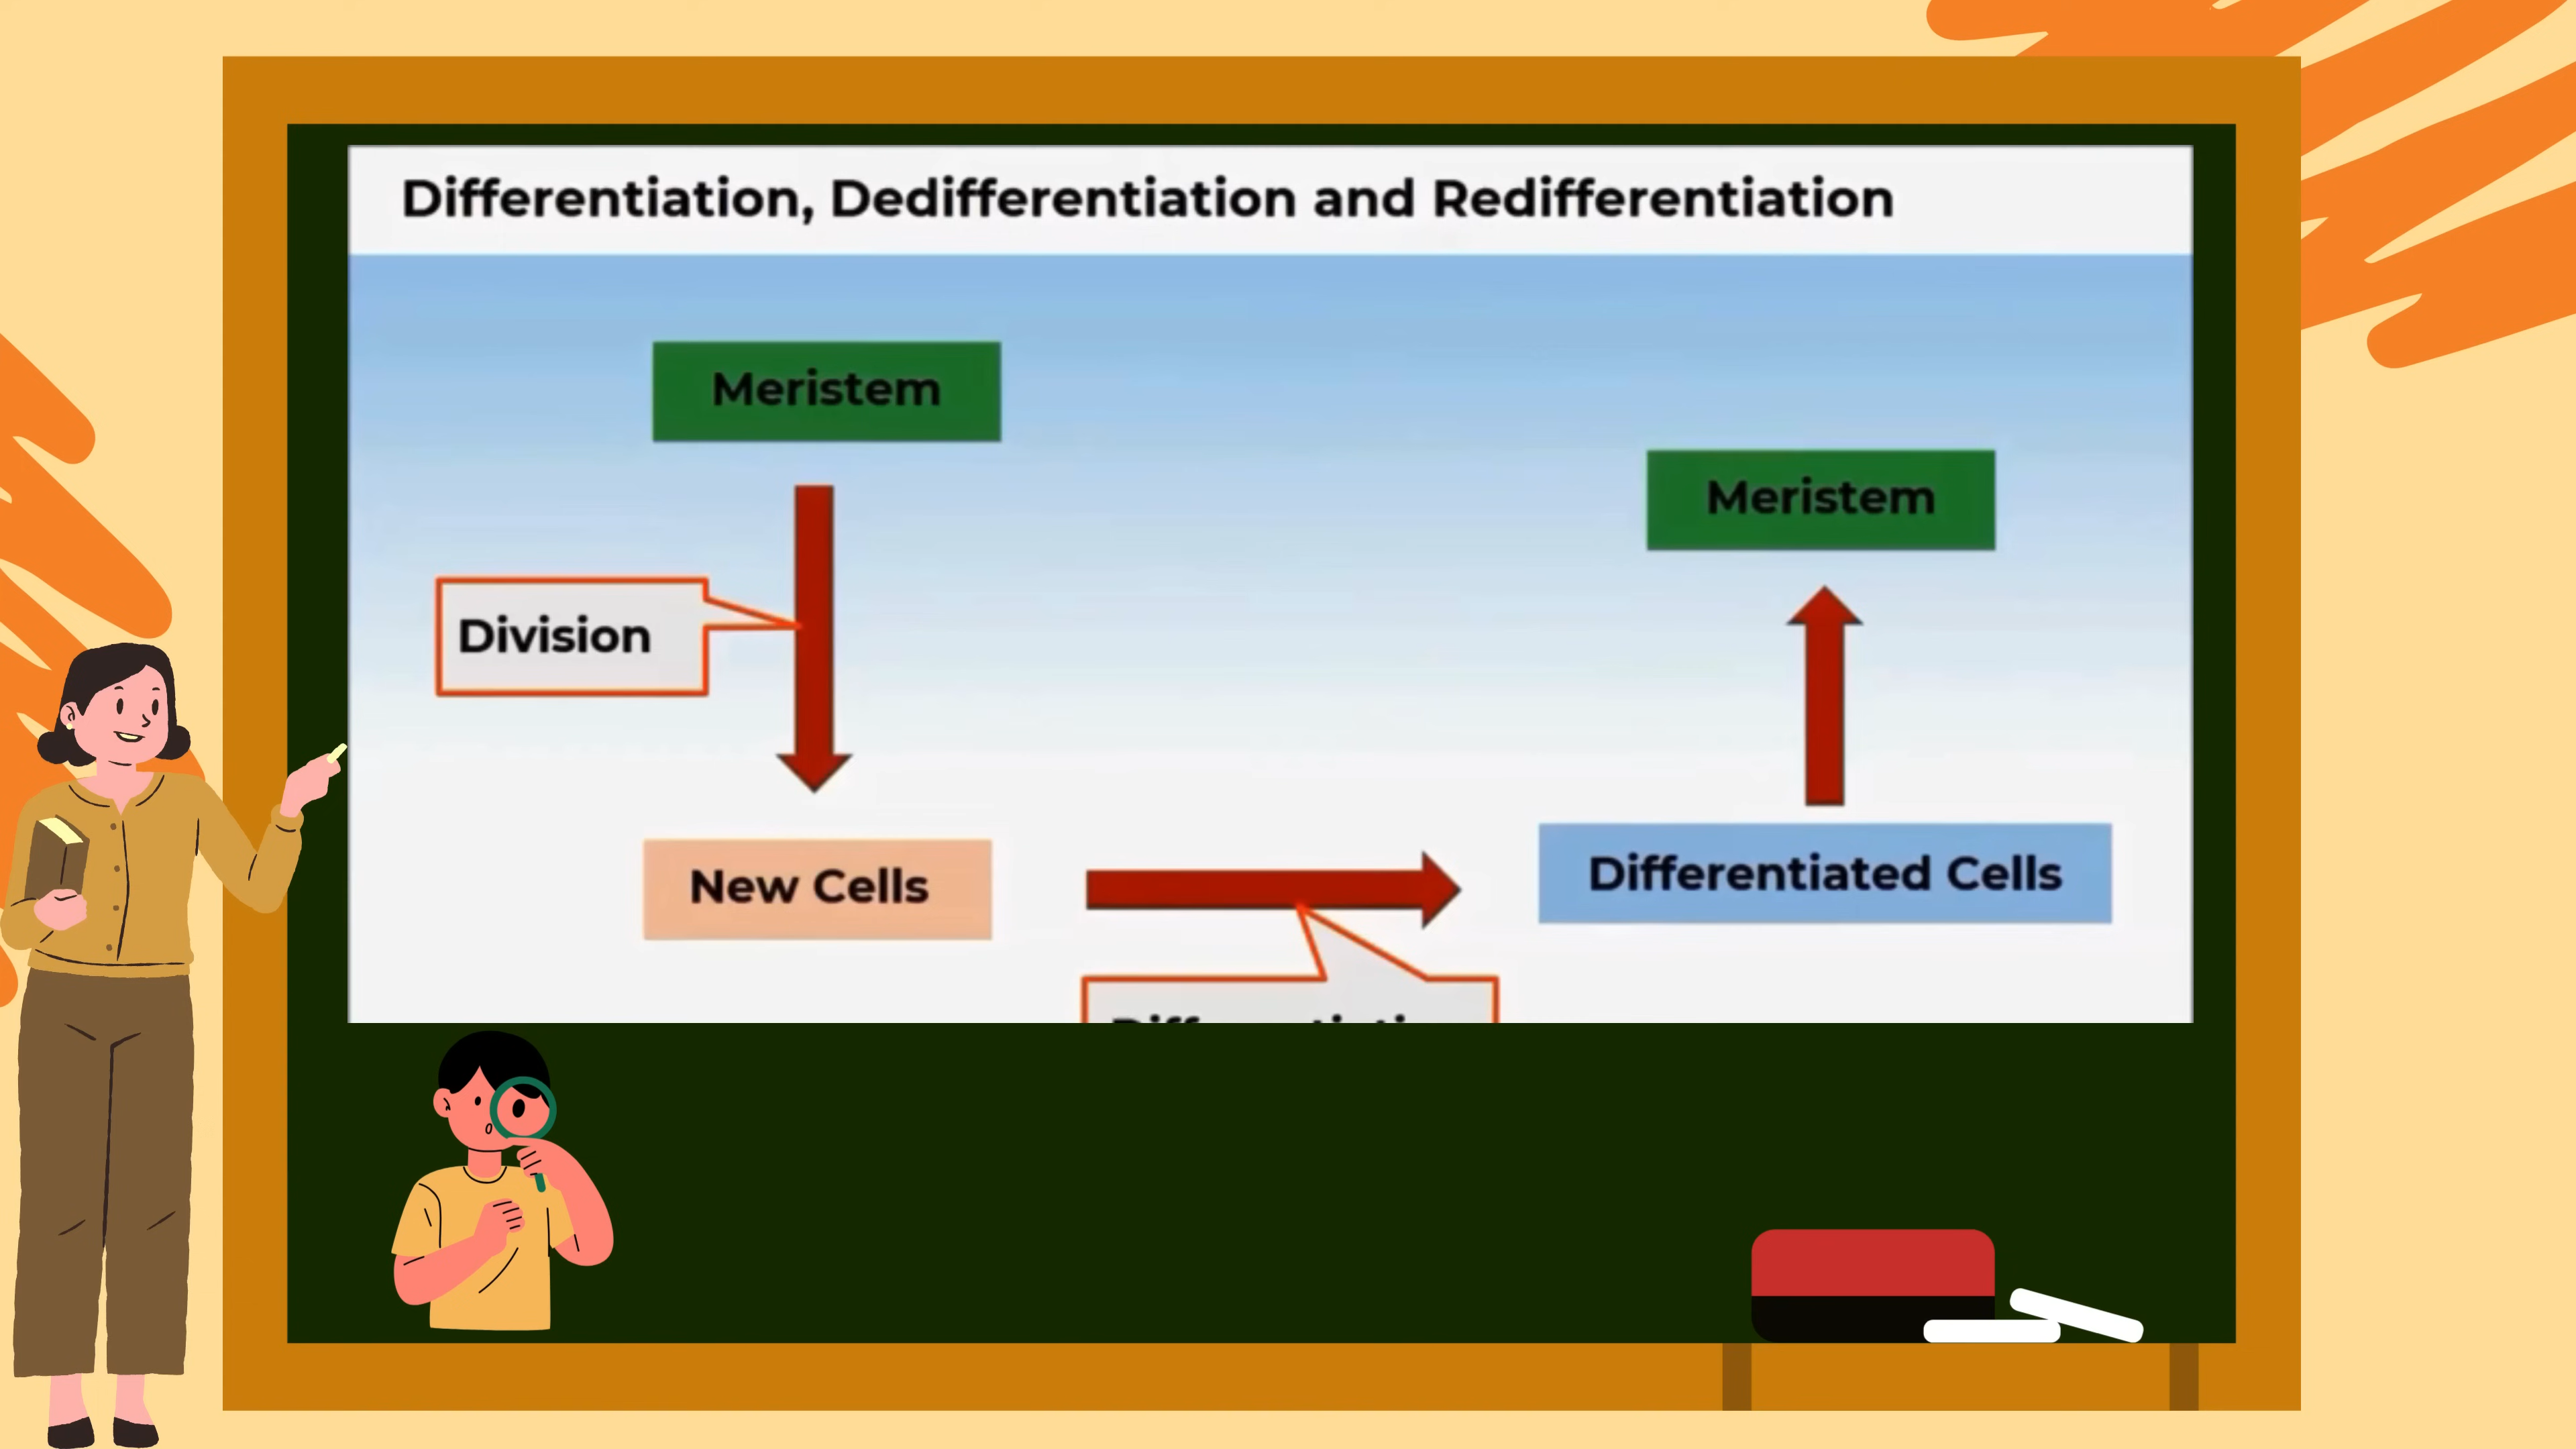 Differentiation, Dedifferentiation and Redifferentiation
Meristem
Meristem
Division
New Cells
Differentiated Cells